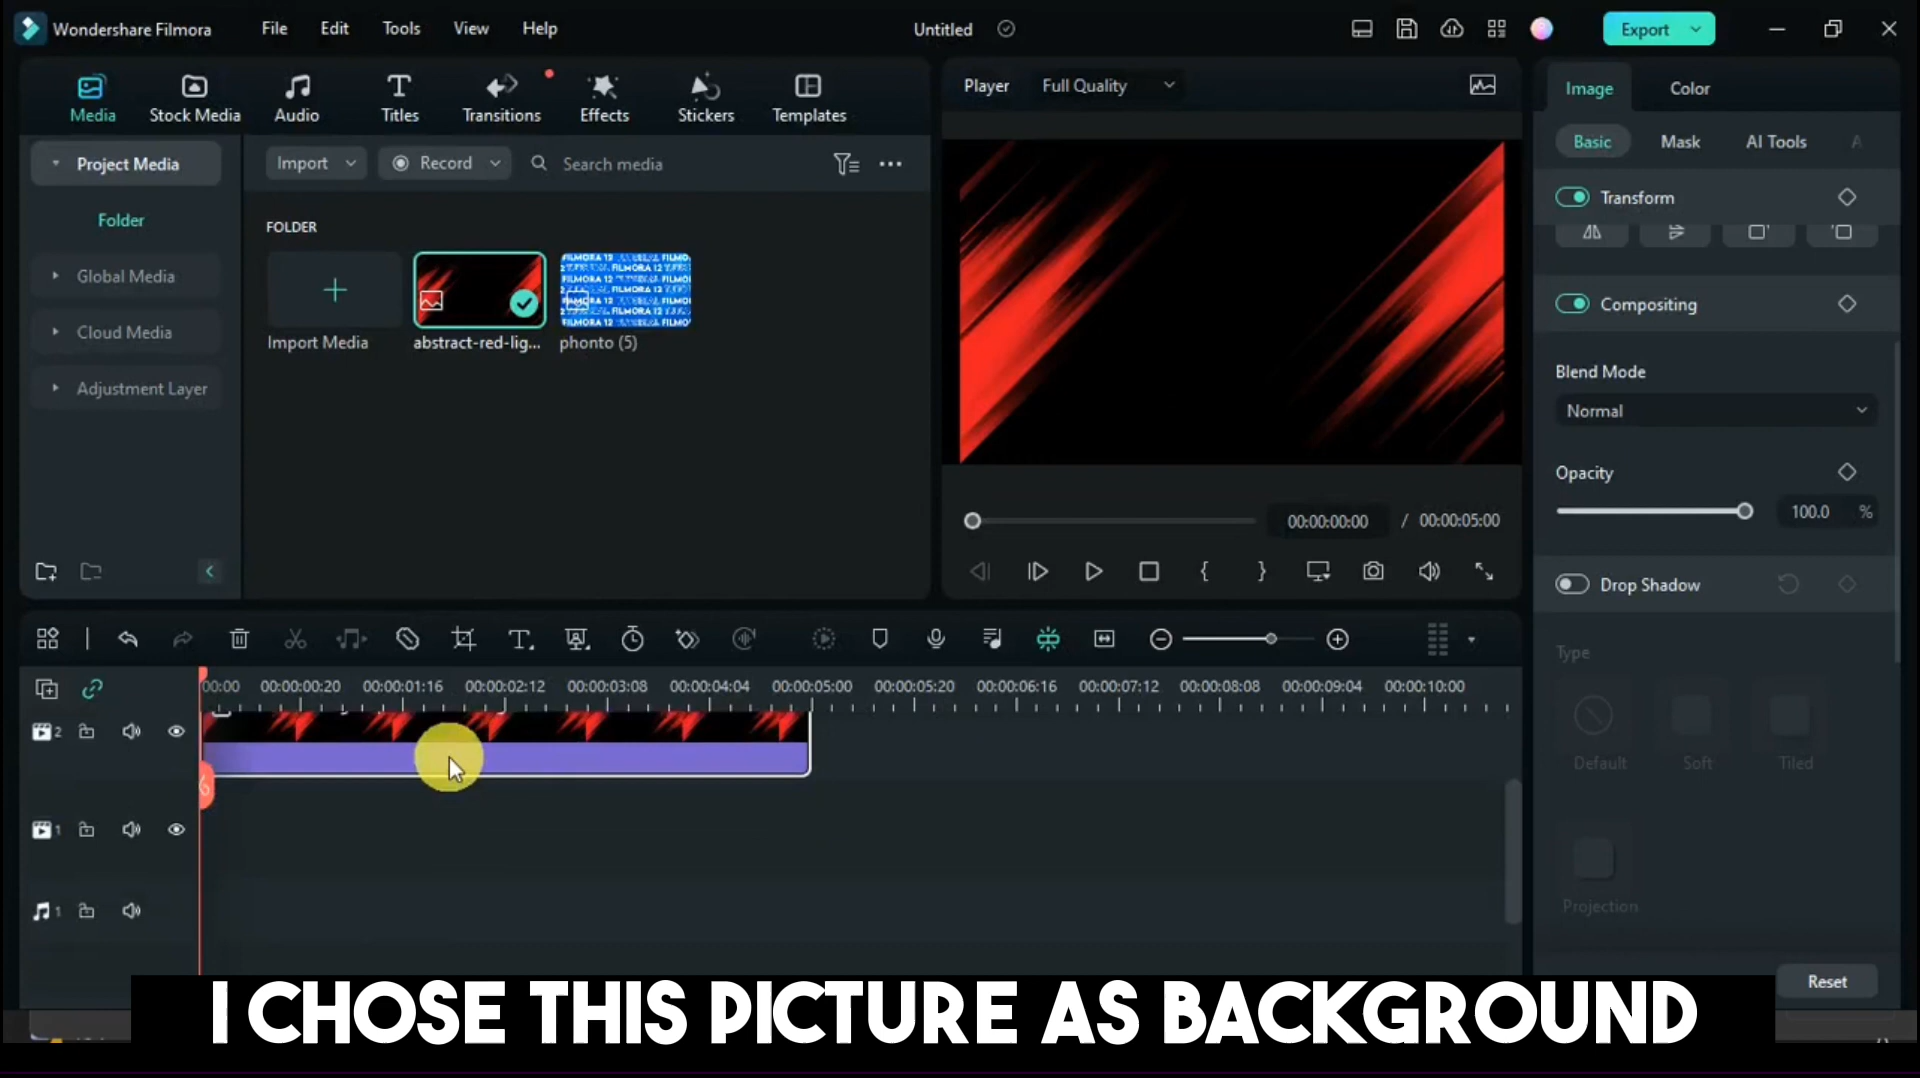 Wondershare Filmora File Edit Tools View Help Untitled Export
Media Stock Media Audio Titles Transitions Effects Stickers Templates
Player Full Quality
Image Color
Project Media Import Record Search media
Basic Mask AI Tools A
Folder
FOLDER
Transform
Global Media
Cloud Media
Adjustment Layer
FILMORA 12
Import Media abstract-red-lig... phonto (5)
Compositing
Blend Mode
Normal
Opacity
100.0 %
00:00:00:00 / 00:00:05:00
Drop Shadow
Type
Default Soft Tiled
Projection
Reset
00:00 00:00:00:20 00:00:01:16 00:00:02:12 00:00:03:08 00:00:04:04 00:00:05:00 00:00:05:20 00:00:06:16 00:00:07:12 00:00:08:08 00:00:09:04 00:00:10:00
2
1
1
I CHOSE THIS PICTURE AS BACKGROUND